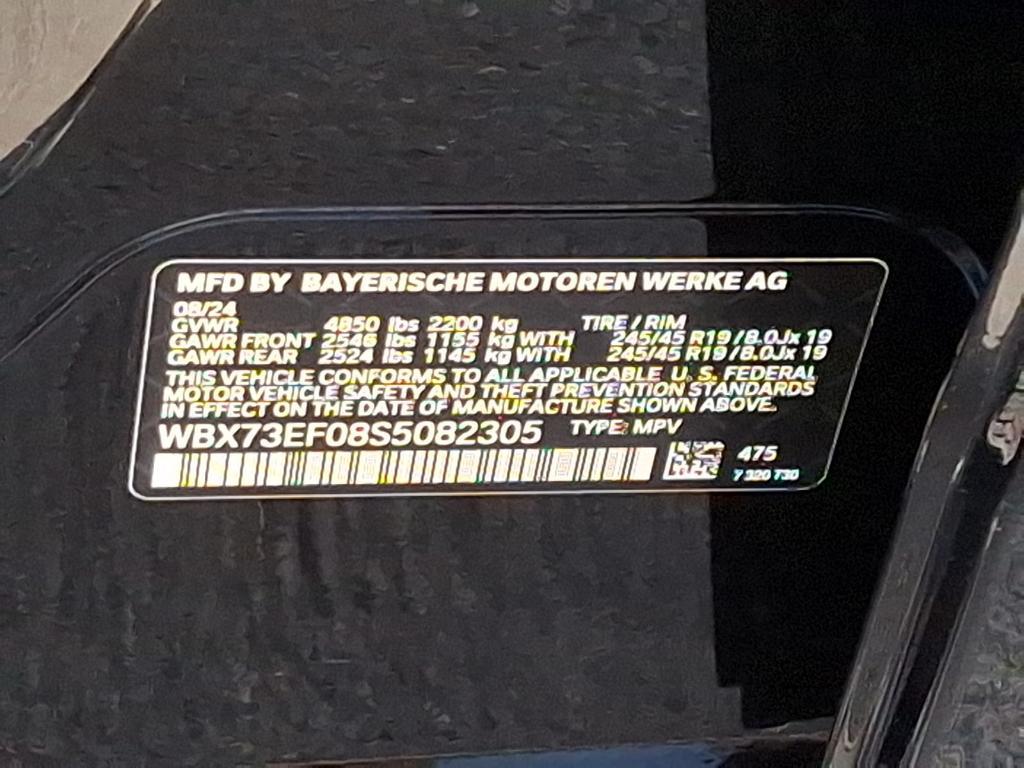 MFD BY BAYERISCHE MOTOREN WERKE AG
08/24
GVWR 4850 lbs 2200 kg TIRE / RIM
GAWR FRONT 2546 lbs 1155 kg WITH 245/45 R19 / 8.0Jx 19
GAWR REAR 2524 lbs 1145 kg WITH 245/45 R19 / 8.0Jx 19
THIS VEHICLE CONFORMS TO ALL APPLICABLE U. S. FEDERAL
MOTOR VEHICLE SAFETY AND THEFT PREVENTION STANDARDS
IN EFFECT ON THE DATE OF MANUFACTURE SHOWN ABOVE.
WBX73EF08S5082305 TYPE: MPV
475
7 320 730